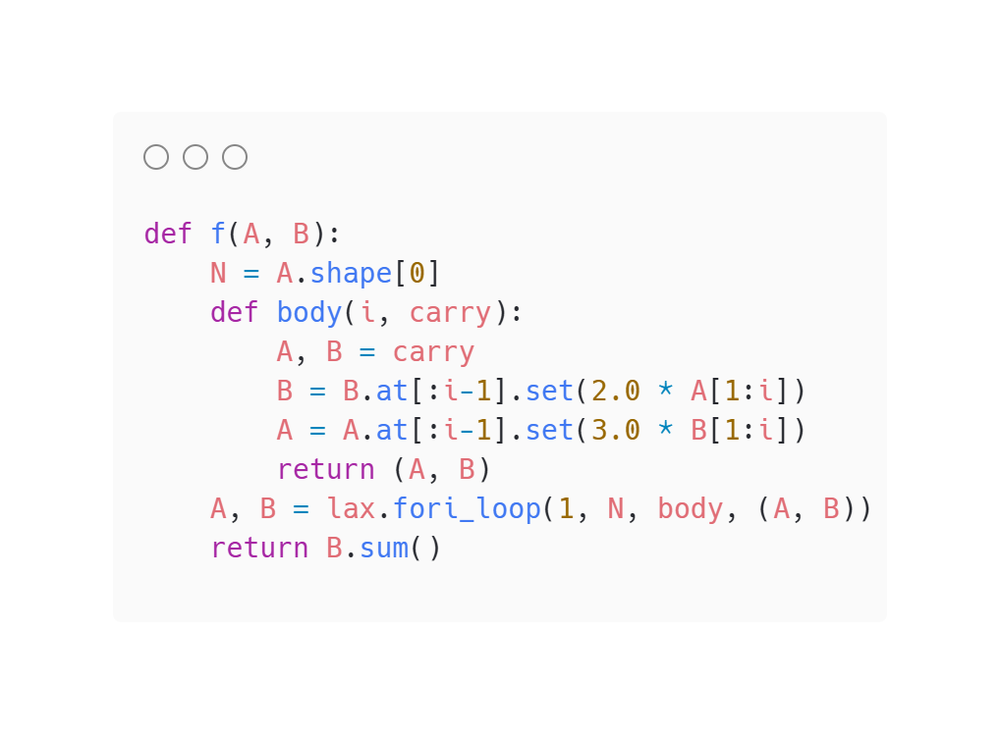 def f(A, B):
    N = A.shape[0]
    def body(i, carry):
        A, B = carry
        B = B.at[:i-1].set(2.0 * A[1:i])
        A = A.at[:i-1].set(3.0 * B[1:i])
        return (A, B)
    A, B = lax.fori_loop(1, N, body, (A, B))
    return B.sum()